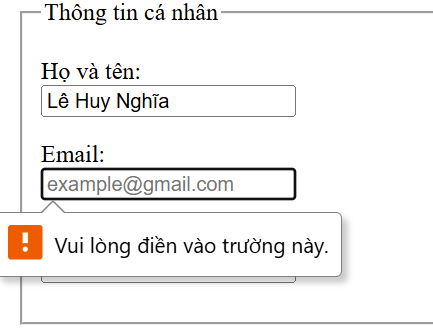 Thông tin cá nhân
Họ và tên:
Lê Huy Nghĩa
Email:
example@gmail.com
Vui lòng điền vào trường này.